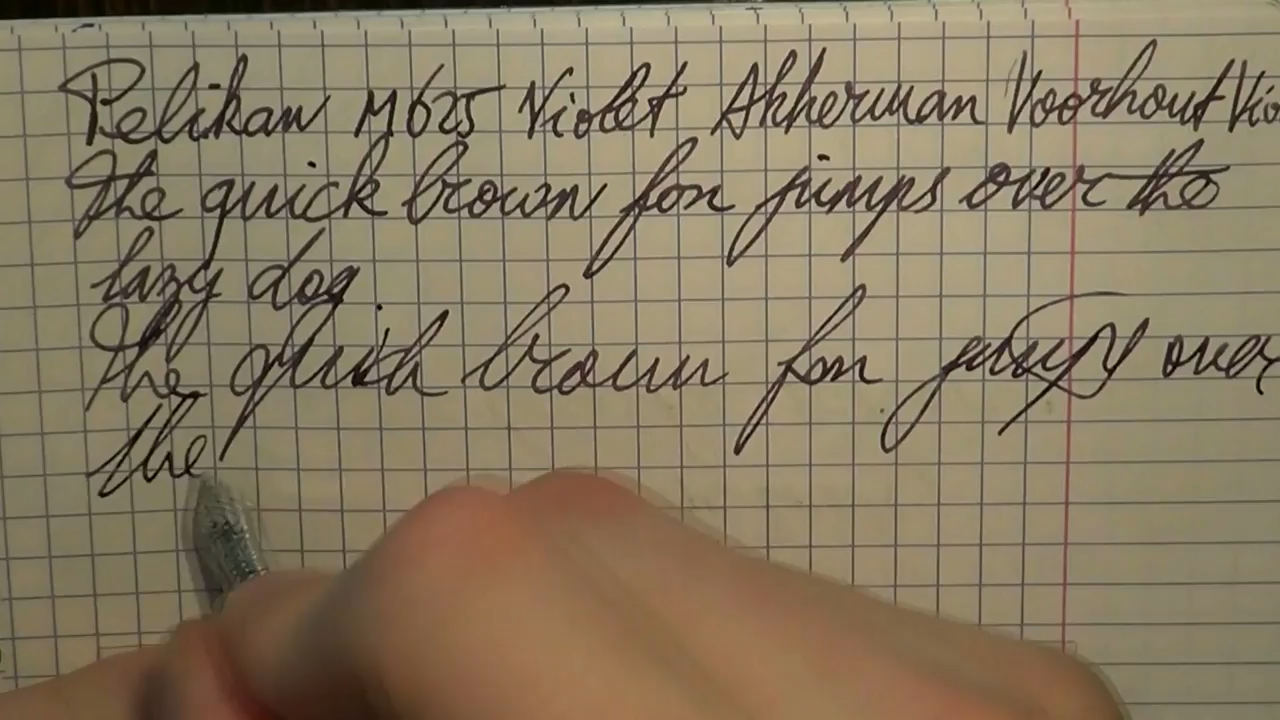 Pelikan M625 Violet Akkerman Voorhout Vio
The quick brown fox jumps over the
lazy dog.
The quick brown fox jumps over
the